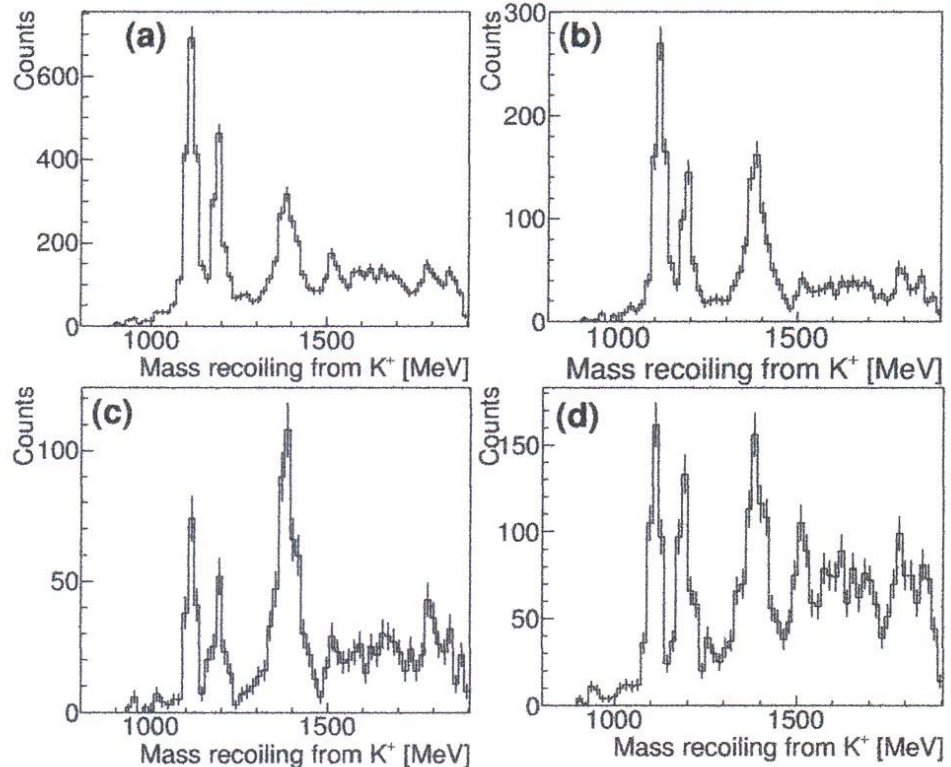 (a)
Counts
600
400
200
0
1000
1500
Mass recoiling from K⁺ [MeV]
(b)
Counts
300
200
100
0
1000
1500
Mass recoiling from K⁺ [MeV]
(c)
Counts
100
50
0
1000
1500
Mass recoiling from K⁺ [MeV]
(d)
Counts
150
100
50
0
1000
1500
Mass recoiling from K⁺ [MeV]